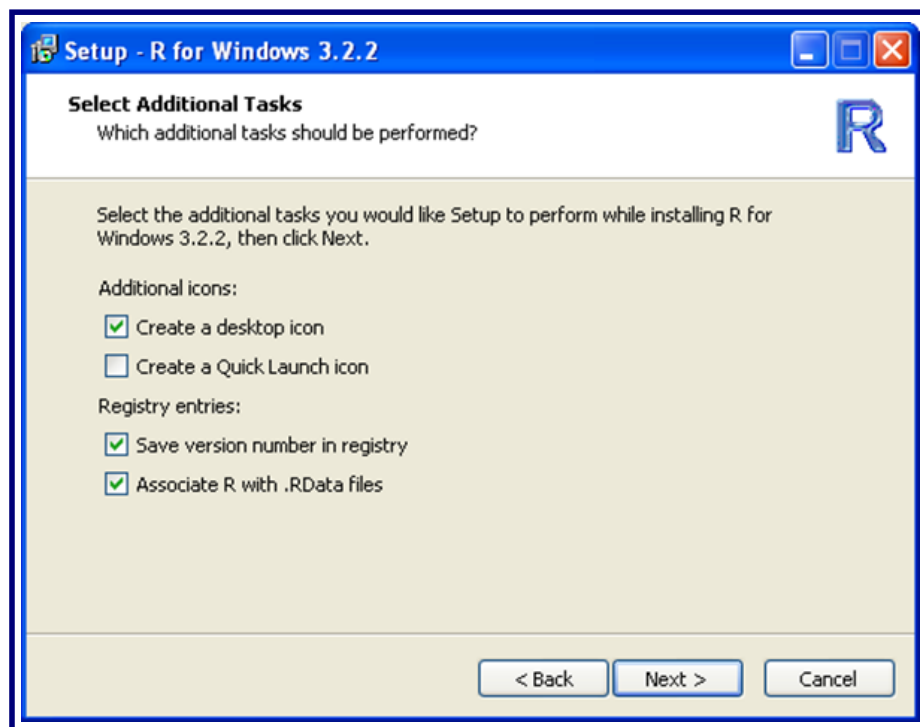 Setup - R for Windows 3.2.2
Select Additional Tasks
Which additional tasks should be performed?
R
Select the additional tasks you would like Setup to perform while installing R for
Windows 3.2.2, then click Next.
Additional icons:
Create a desktop icon
Create a Quick Launch icon
Registry entries:
Save version number in registry
Associate R with .RData files
< Back
Next >
Cancel